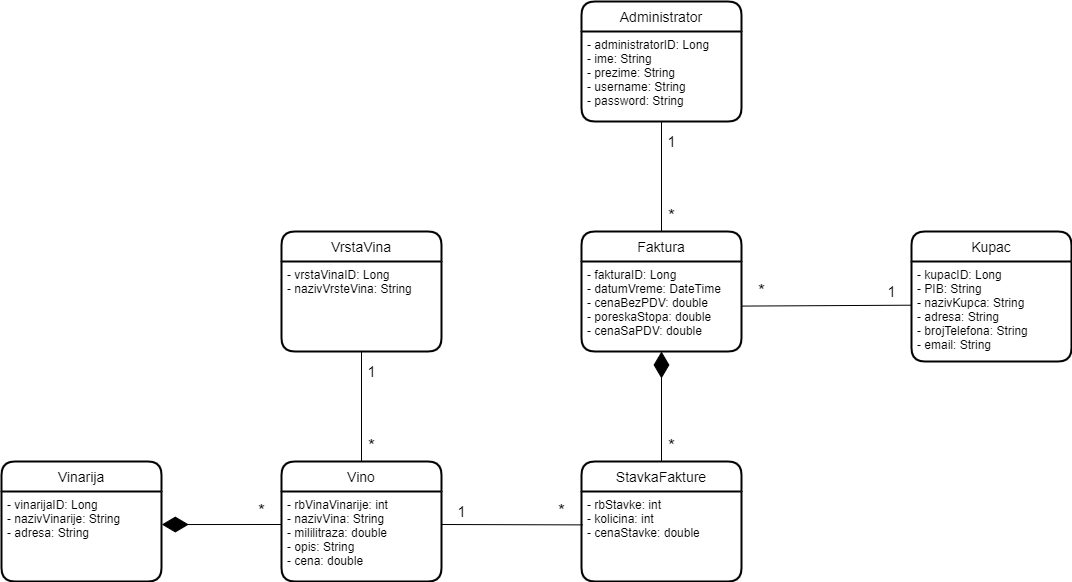 Administrator
- administratorID: Long
- ime: String
- prezime: String
- username: String
- password: String
1
*
VrstaVina
- vrstaVinaID: Long
- nazivVrsteVina: String
1
*
Faktura
- fakturaID: Long
- datumVreme: DateTime
- cenaBezPDV: double
- poreskaStopa: double
- cenaSaPDV: double
*
1
*
Kupac
- kupacID: Long
- PIB: String
- nazivKupca: String
- adresa: String
- brojTelefona: String
- email: String
Vinarija
- vinarijaID: Long
- nazivVinarije: String
- adresa: String
*
Vino
- rbVinaVinarije: int
- nazivVina: String
- mililitraza: double
- opis: String
- cena: double
1
*
StavkaFakture
- rbStavke: int
- kolicina: int
- cenaStavke: double